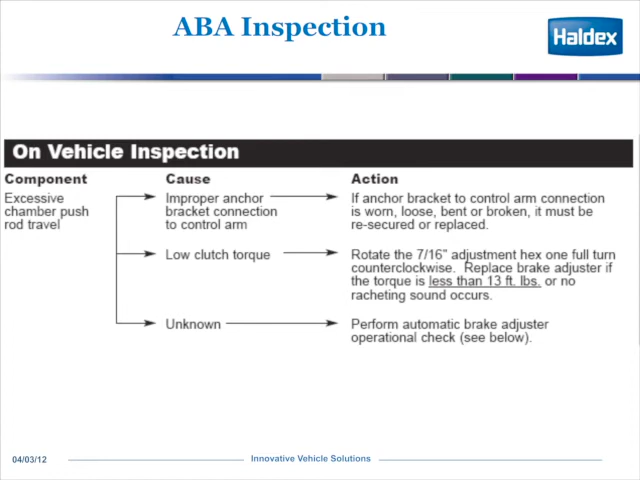 ABA Inspection
Haldex
On Vehicle Inspection
Component
Cause
Action
Excessive
chamber push
rod travel
Improper anchor
bracket connection
to control arm
If anchor bracket to control arm connection
is worn, loose, bent or broken, it must be
re-secured or replaced.
Low clutch torque
Rotate the 7/16" adjustment hex one full turn
counterclockwise. Replace brake adjuster if
the torque is less than 13 ft. lbs. or no
racheting sound occurs.
Unknown
Perform automatic brake adjuster
operational check (see below).
04/03/12
Innovative Vehicle Solutions